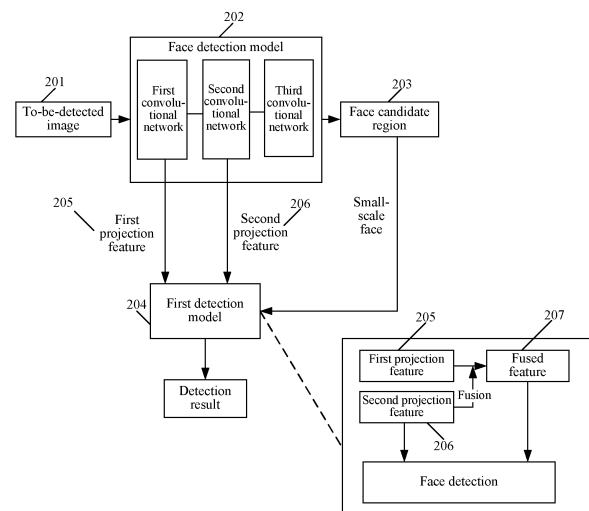 202
Face detection model
201
To-be-detected
image
First
convolu-
tional
network
Second
convolu-
tional
network
Third
convolu-
tional
network
203
Face candidate
region
205
First
projection
feature
Second
projection
feature
206
Small-
scale
face
204
First detection
model
Detection
result
205
First projection
feature
207
Fused
feature
Fusion
Second projection
feature
206
Face detection